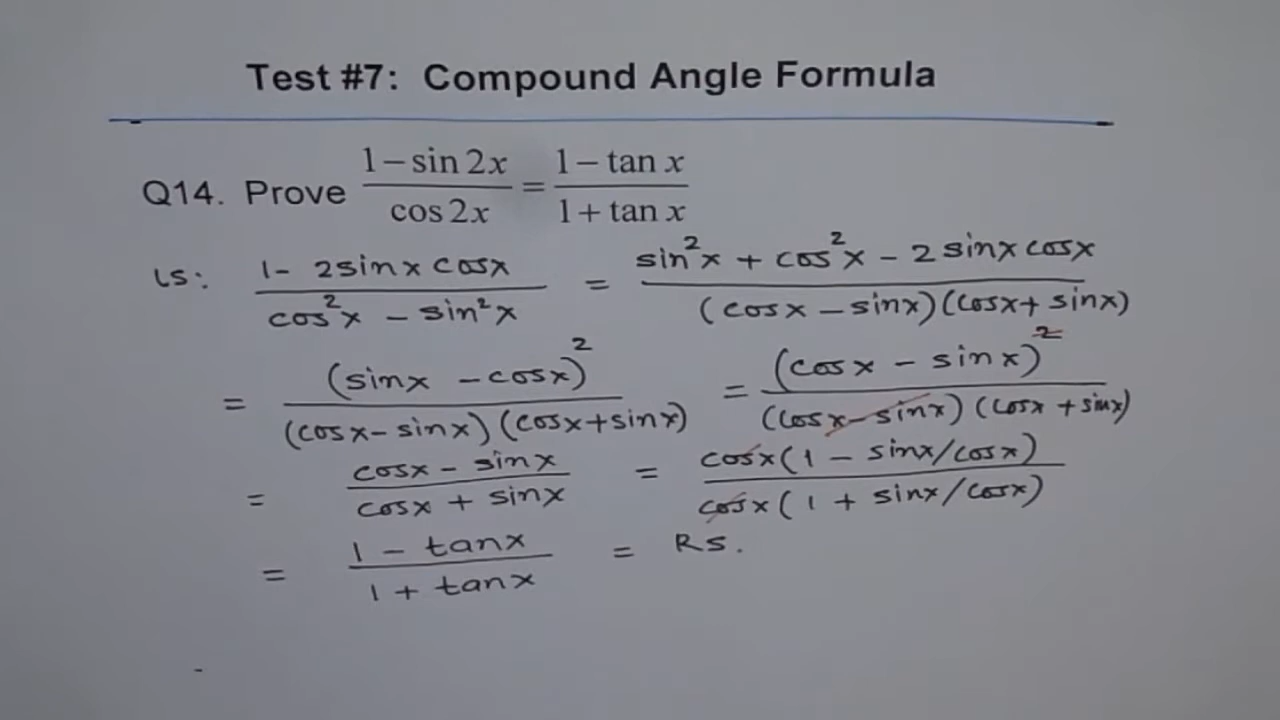 Test #7: Compound Angle Formula
Q14. Prove (1 − sin 2x)/(cos 2x) = (1 − tan x)/(1 + tan x)
LS: (1 - 2sinx cosx)/(cos²x − sin²x) = (sin²x + cos²x − 2 sinx cosx)/((cosx − sinx)(cosx + sinx))
= (sinx − cosx)²/((cosx − sinx)(cosx + sinx)) = (cosx − sinx)²/((cosx − sinx)(cosx + sinx))
= (cosx − sinx)/(cosx + sinx) = cosx(1 − sinx/cosx)/cosx(1 + sinx/cosx)
= (1 − tanx)/(1 + tanx) = RS.